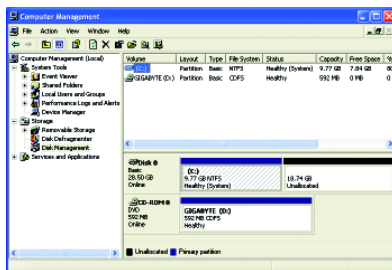 Computer Management
File Action View Window Help
Computer Management (Local)
System Tools
Event Viewer
Shared Folders
Local Users and Groups
Performance Logs and Alerts
Device Manager
Storage
Removable Storage
Disk Defragmenter
Disk Management
Services and Applications
Volume Layout Type File System Status Capacity Free Space %
(C:) Partition Basic NTFS Healthy (System) 9.77 GB 7.84 GB 80
GIGABYTE (D:) Partition Basic CDFS Healthy 592 MB 0 MB 0
Disk 0
Basic
28.50 GB
Online
(C:)
9.77 GB NTFS
Healthy (System)
18.74 GB
Unallocated
CD-ROM 0
DVD
592 MB
Online
GIGABYTE (D:)
592 MB CDFS
Healthy
Unallocated Primary partition